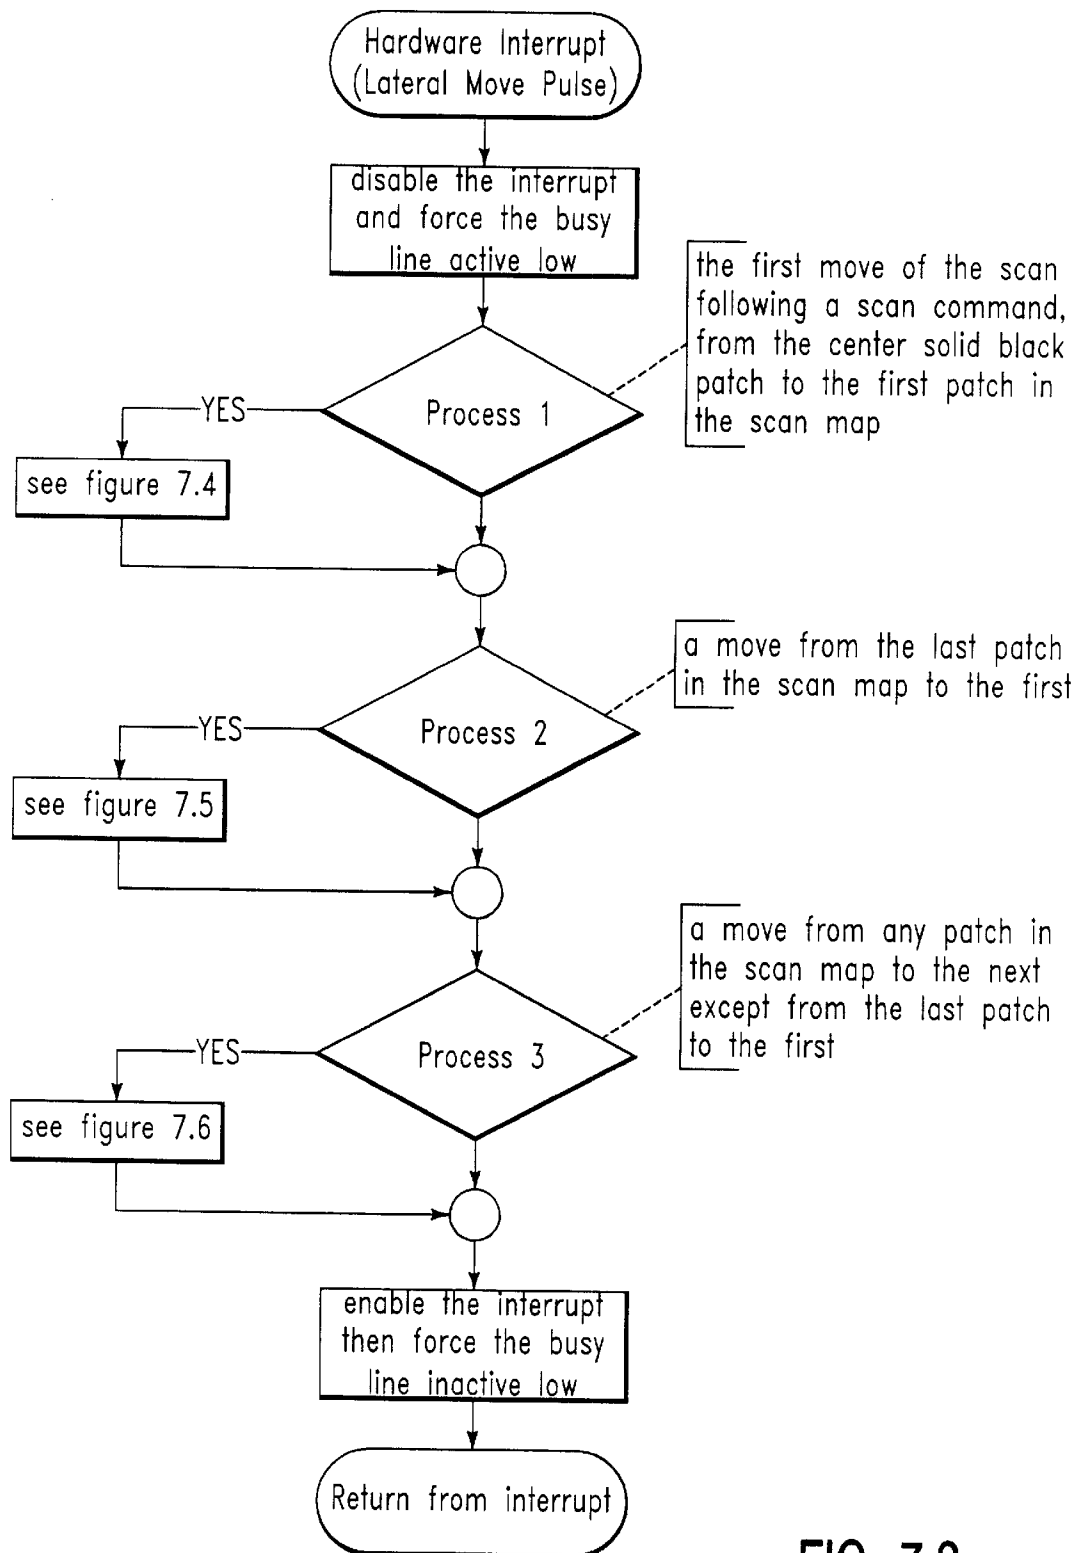 Hardware Interrupt
(Lateral Move Pulse)
disable the interrupt
and force the busy
line active low
the first move of the scan
following a scan command,
from the center solid black
patch to the first patch in
the scan map
YES
Process 1
see figure 7.4
a move from the last patch
in the scan map to the first
YES
Process 2
see figure 7.5
a move from any patch in
the scan map to the next
except from the last patch
to the first
YES
Process 3
see figure 7.6
enable the interrupt
then force the busy
line inactive low
Return from interrupt